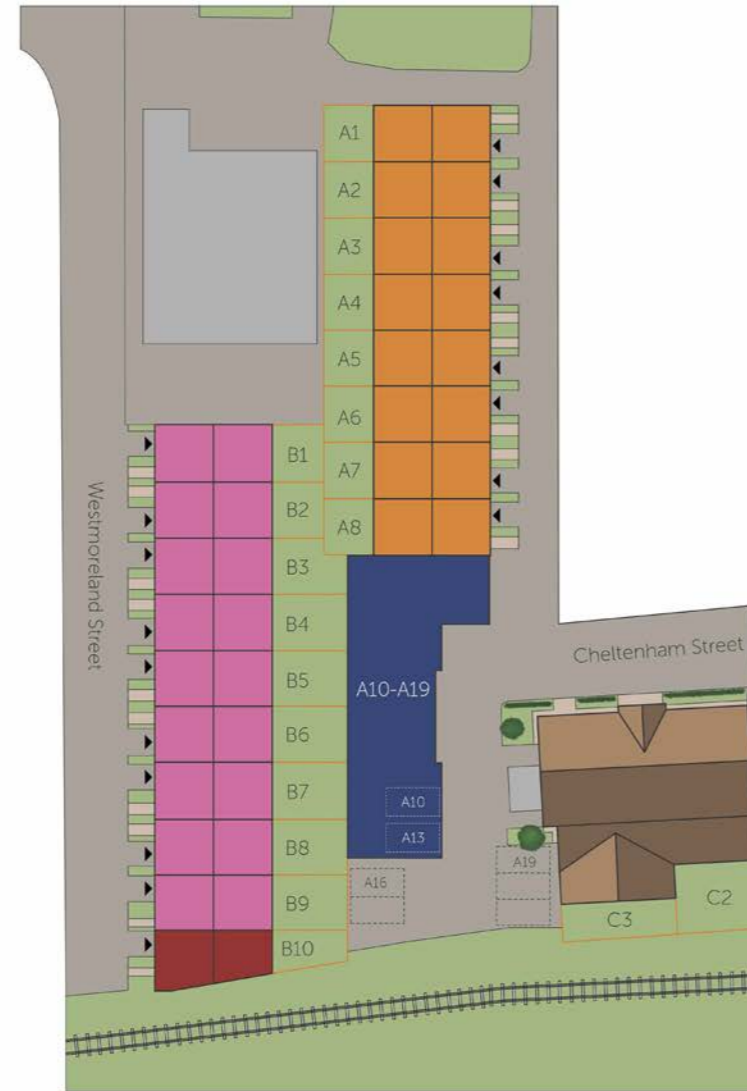 A1
A2
A3
A4
A5
A6
A7
A8
B1
B2
B3
B4
B5
B6
B7
B8
B9
B10
Westmoreland Street
A10-A19
A10
A13
A16
A19
Cheltenham Street
C3
C2